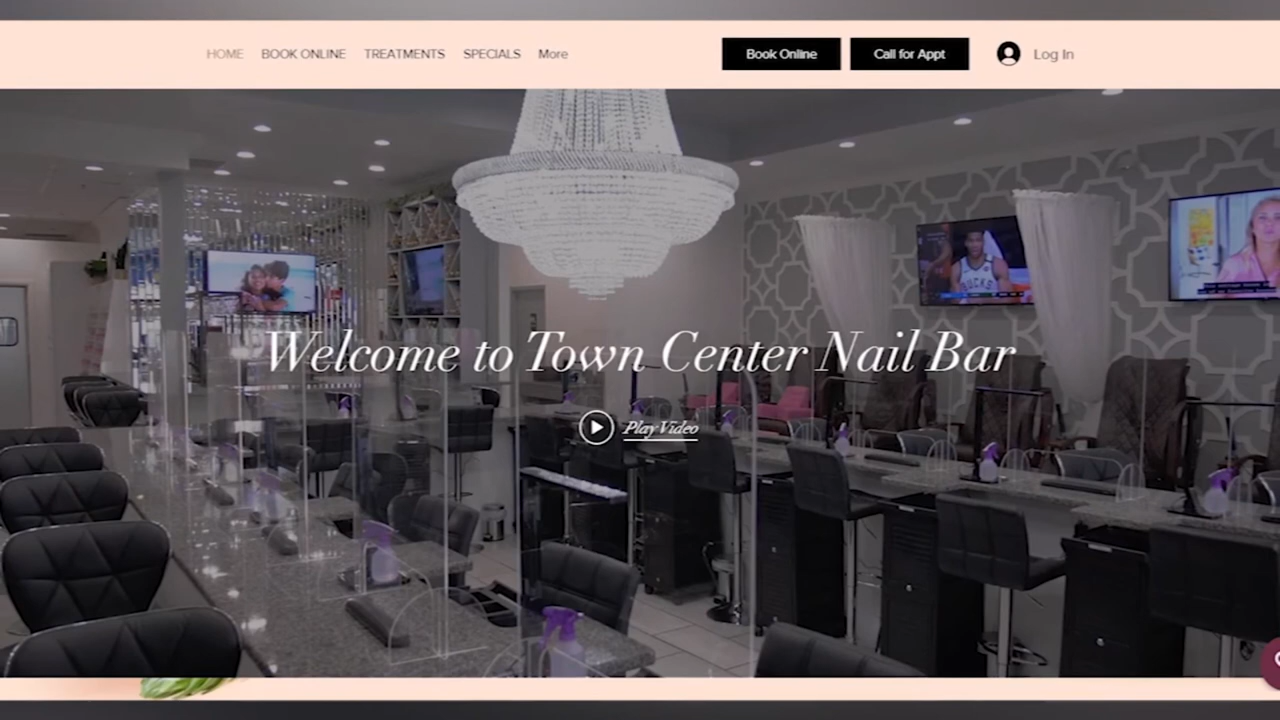 HOME BOOK ONLINE TREATMENTS SPECIALS More Book Online Call for Appt Log In
BUCKS
Welcome to Town Center Nail Bar
Play Video